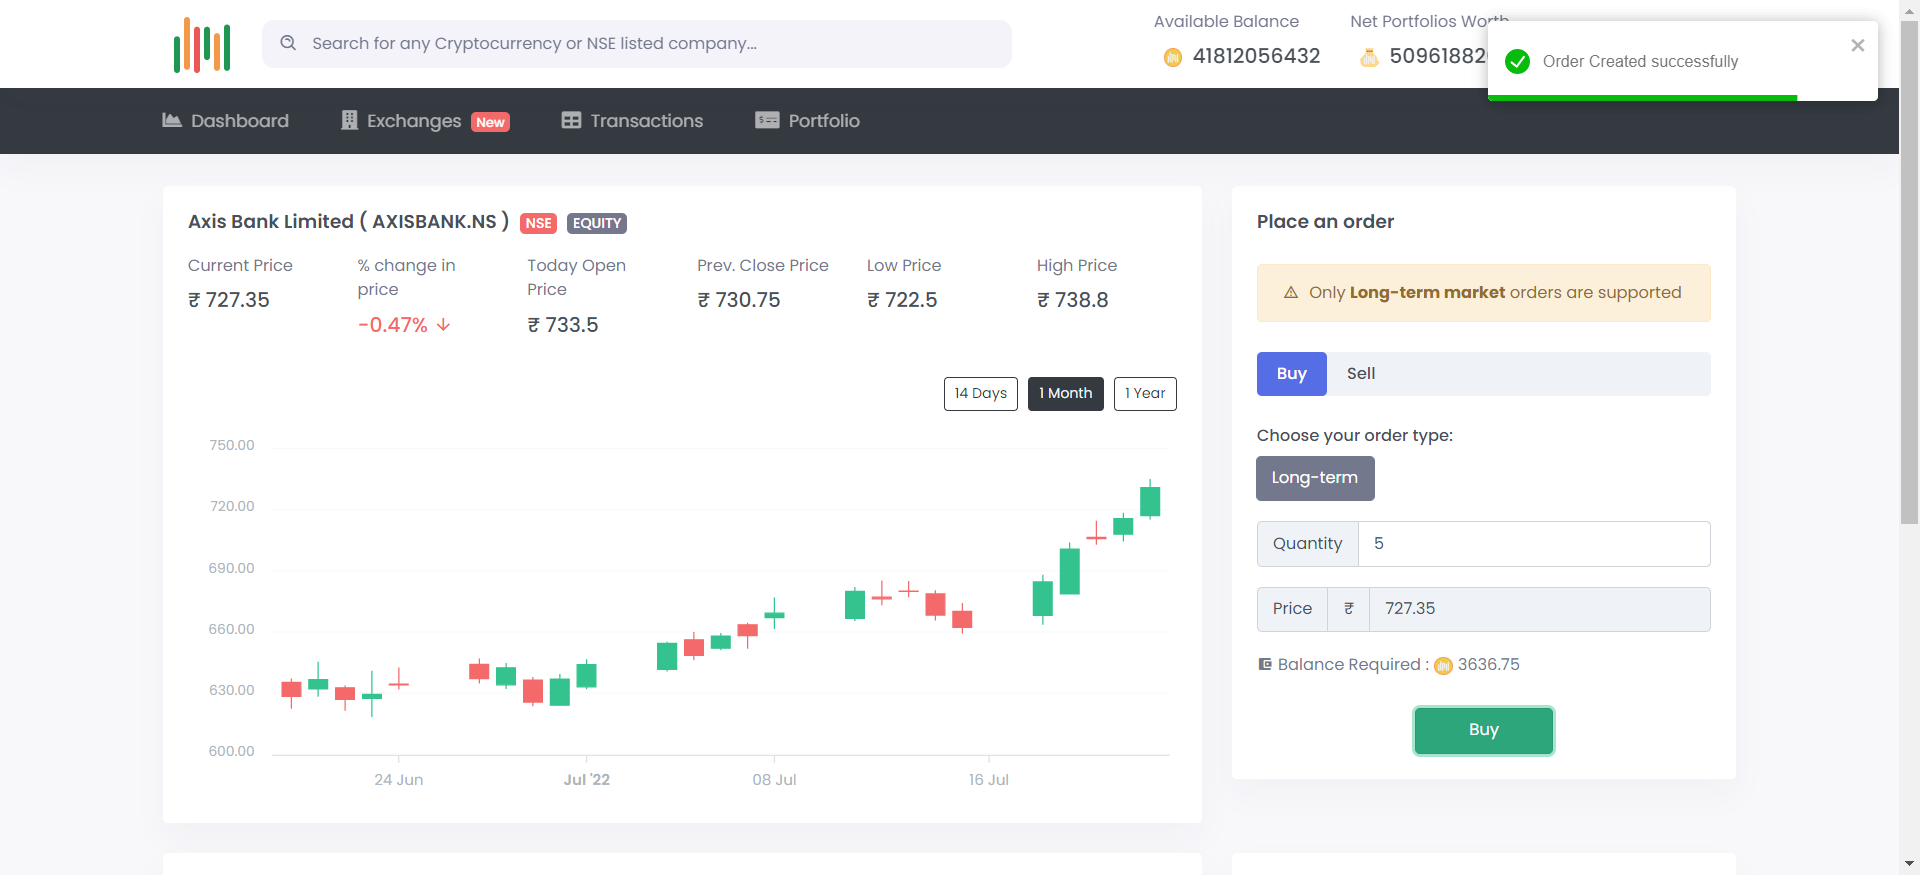 Search for any Cryptocurrency or NSE listed company...
Available Balance
41812056432
Net Portfolios Worth
Order Created successfully
Dashboard
Exchanges New
Transactions
Portfolio
Axis Bank Limited ( AXISBANK.NS ) NSE EQUITY
Current Price
₹ 727.35
% change in
price
-0.47%
Today Open
Price
₹ 733.5
Prev. Close Price
₹ 730.75
Low Price
₹ 722.5
High Price
₹ 738.8
14 Days
1 Month
1 Year
750.00
720.00
690.00
660.00
630.00
600.00
24 Jun
Jul '22
08 Jul
16 Jul
Place an order
Only Long-term market orders are supported
Buy
Sell
Choose your order type:
Long-term
Quantity 5
Price ₹ 727.35
Balance Required : 3636.75
Buy